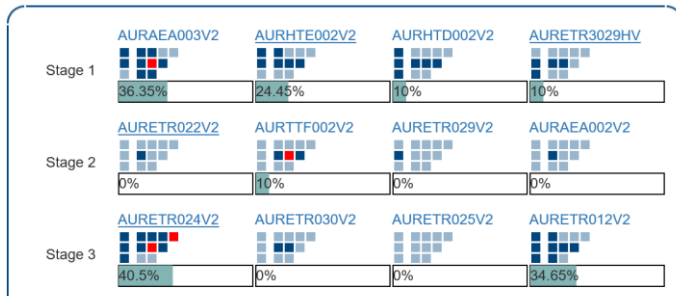 AURAEA003V2 AURHTE002V2 AURHTD002V2 AURETR3029HV
Stage 1
36.35% 24.45% 10% 10%
AURETR022V2 AURTTF002V2 AURETR029V2 AURAEA002V2
Stage 2
0% 10% 0% 0%
AURETR024V2 AURETR030V2 AURETR025V2 AURETR012V2
Stage 3
40.5% 0% 0% 34.65%